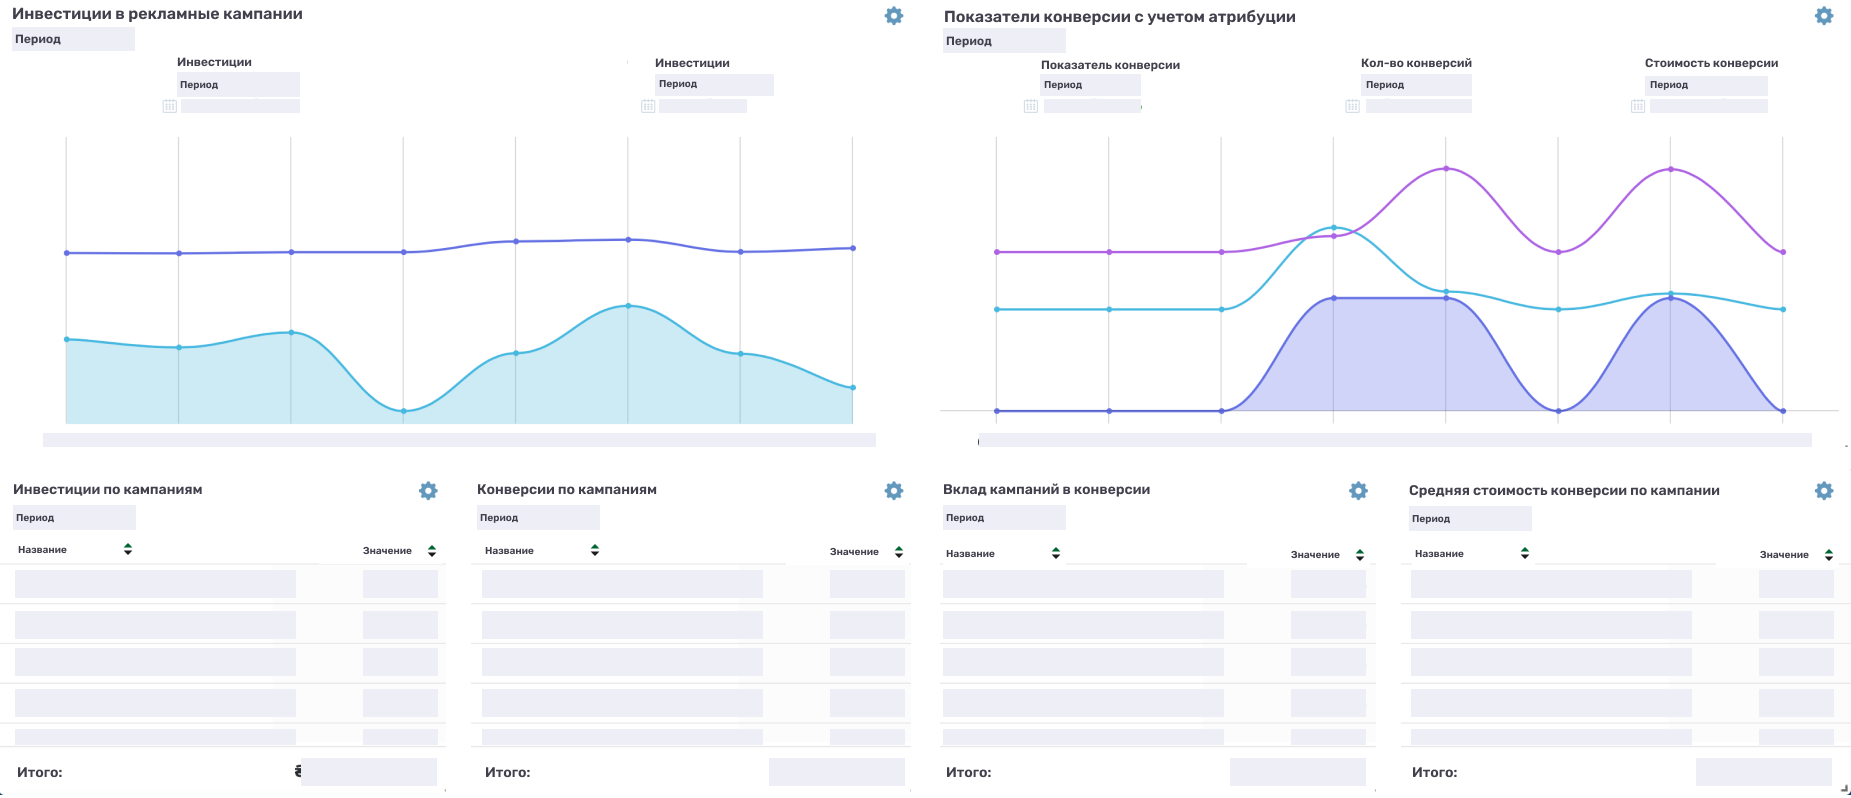 Инвестиции в рекламные кампании
Период
Инвестиции
Период
Инвестиции
Период
Показатели конверсии с учетом атрибуции
Период
Показатель конверсии
Период
Кол-во конверсий
Период
Стоимость конверсии
Период
Инвестиции по кампаниям
Период
Название Значение
Итого:
Конверсии по кампаниям
Период
Название Значение
Итого:
Вклад кампаний в конверсии
Период
Название Значение
Итого:
Средняя стоимость конверсии по кампании
Период
Название Значение
Итого: